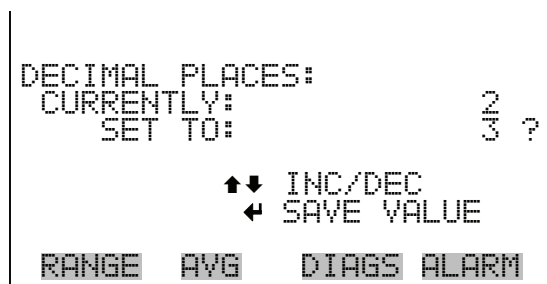 DECIMAL PLACES:
CURRENTLY: 2
SET TO: 3 ?
⬆⬇ INC/DEC
↵ SAVE VALUE
RANGE AVG DIAGS ALARM